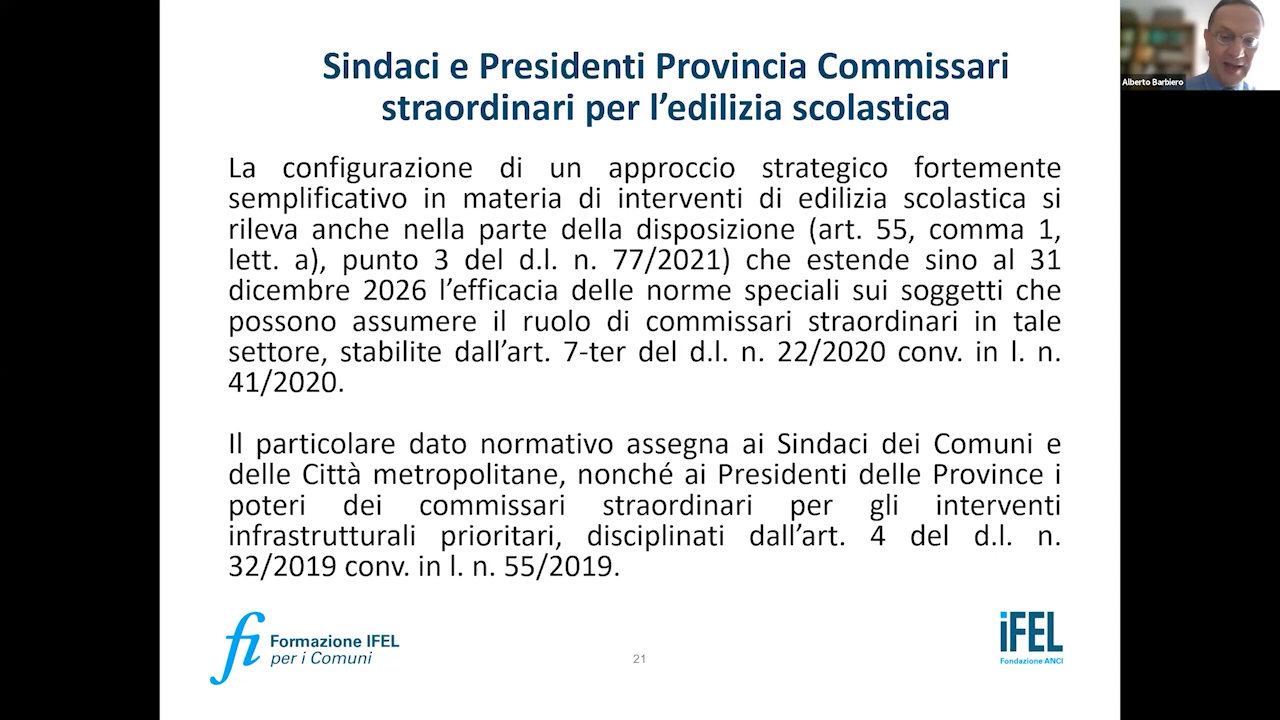 Sindaci e Presidenti Provincia Commissari
straordinari per l’edilizia scolastica
Alberto Barbiero
La configurazione di un approccio strategico fortemente
semplificativo in materia di interventi di edilizia scolastica si
rileva anche nella parte della disposizione (art. 55, comma 1,
lett. a), punto 3 del d.l. n. 77/2021) che estende sino al 31
dicembre 2026 l’efficacia delle norme speciali sui soggetti che
possono assumere il ruolo di commissari straordinari in tale
settore, stabilite dall’art. 7-ter del d.l. n. 22/2020 conv. in l. n.
41/2020.
Il particolare dato normativo assegna ai Sindaci dei Comuni e
delle Città metropolitane, nonché ai Presidenti delle Province i
poteri dei commissari straordinari per gli interventi
infrastrutturali prioritari, disciplinati dall’art. 4 del d.l. n.
32/2019 conv. in l. n. 55/2019.
fi Formazione IFEL
per i Comuni
21
iFEL
Fondazione ANCI